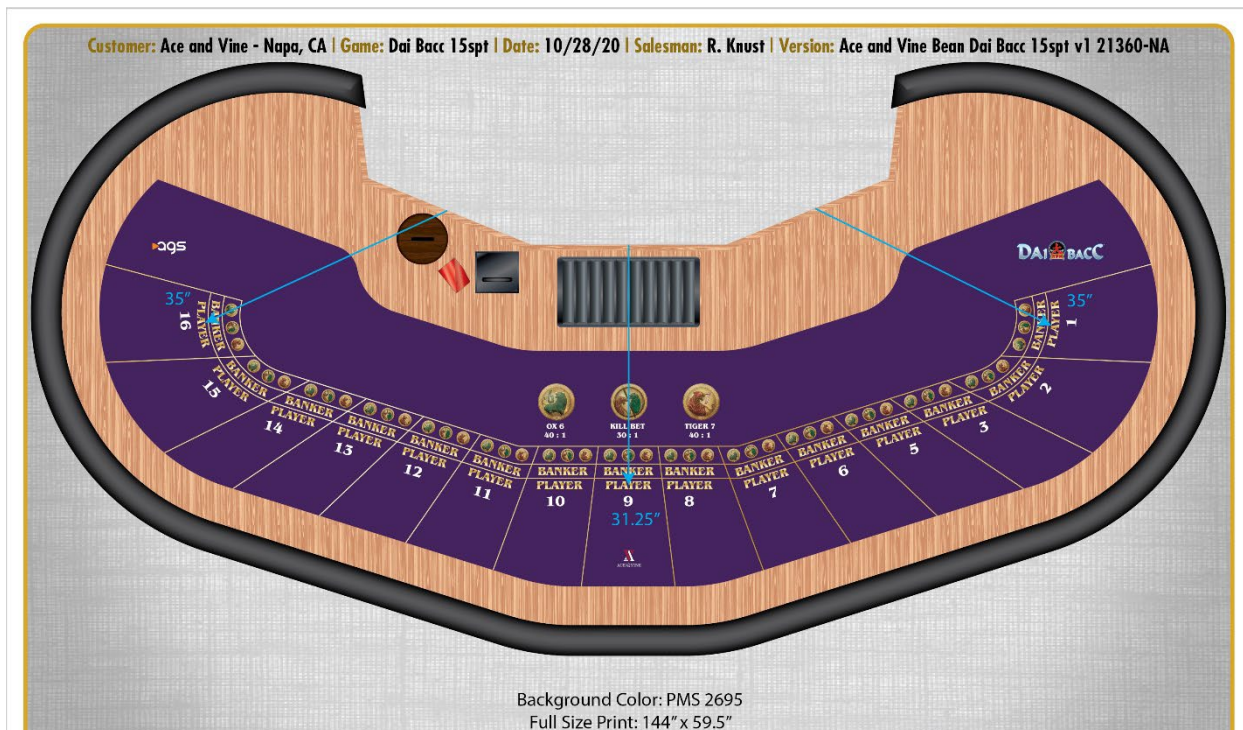 Customer: Ace and Vine - Napa, CA | Game: Dai Bacc 15spt | Date: 10/28/20 | Salesman: R. Knust | Version: Ace and Vine Bean Dai Bacc 15spt v1 21360-NA
ags
DAI BACC
35”
35”
16
PLAYER
BANKER
BANKER
PLAYER
1
15
PLAYER
BANKER
BANKER
PLAYER
2
14
PLAYER
BANKER
BANKER
PLAYER
3
13
PLAYER
BANKER
BANKER
PLAYER
5
12
PLAYER
BANKER
BANKER
PLAYER
6
11
PLAYER
BANKER
BANKER
PLAYER
7
OX 6
40 : 1
KILL BET
30 : 1
TIGER 7
40 : 1
BANKER
PLAYER
10
BANKER
PLAYER
9
BANKER
PLAYER
8
31.25”
ACE & VINE
Background Color: PMS 2695
Full Size Print: 144” x 59.5”